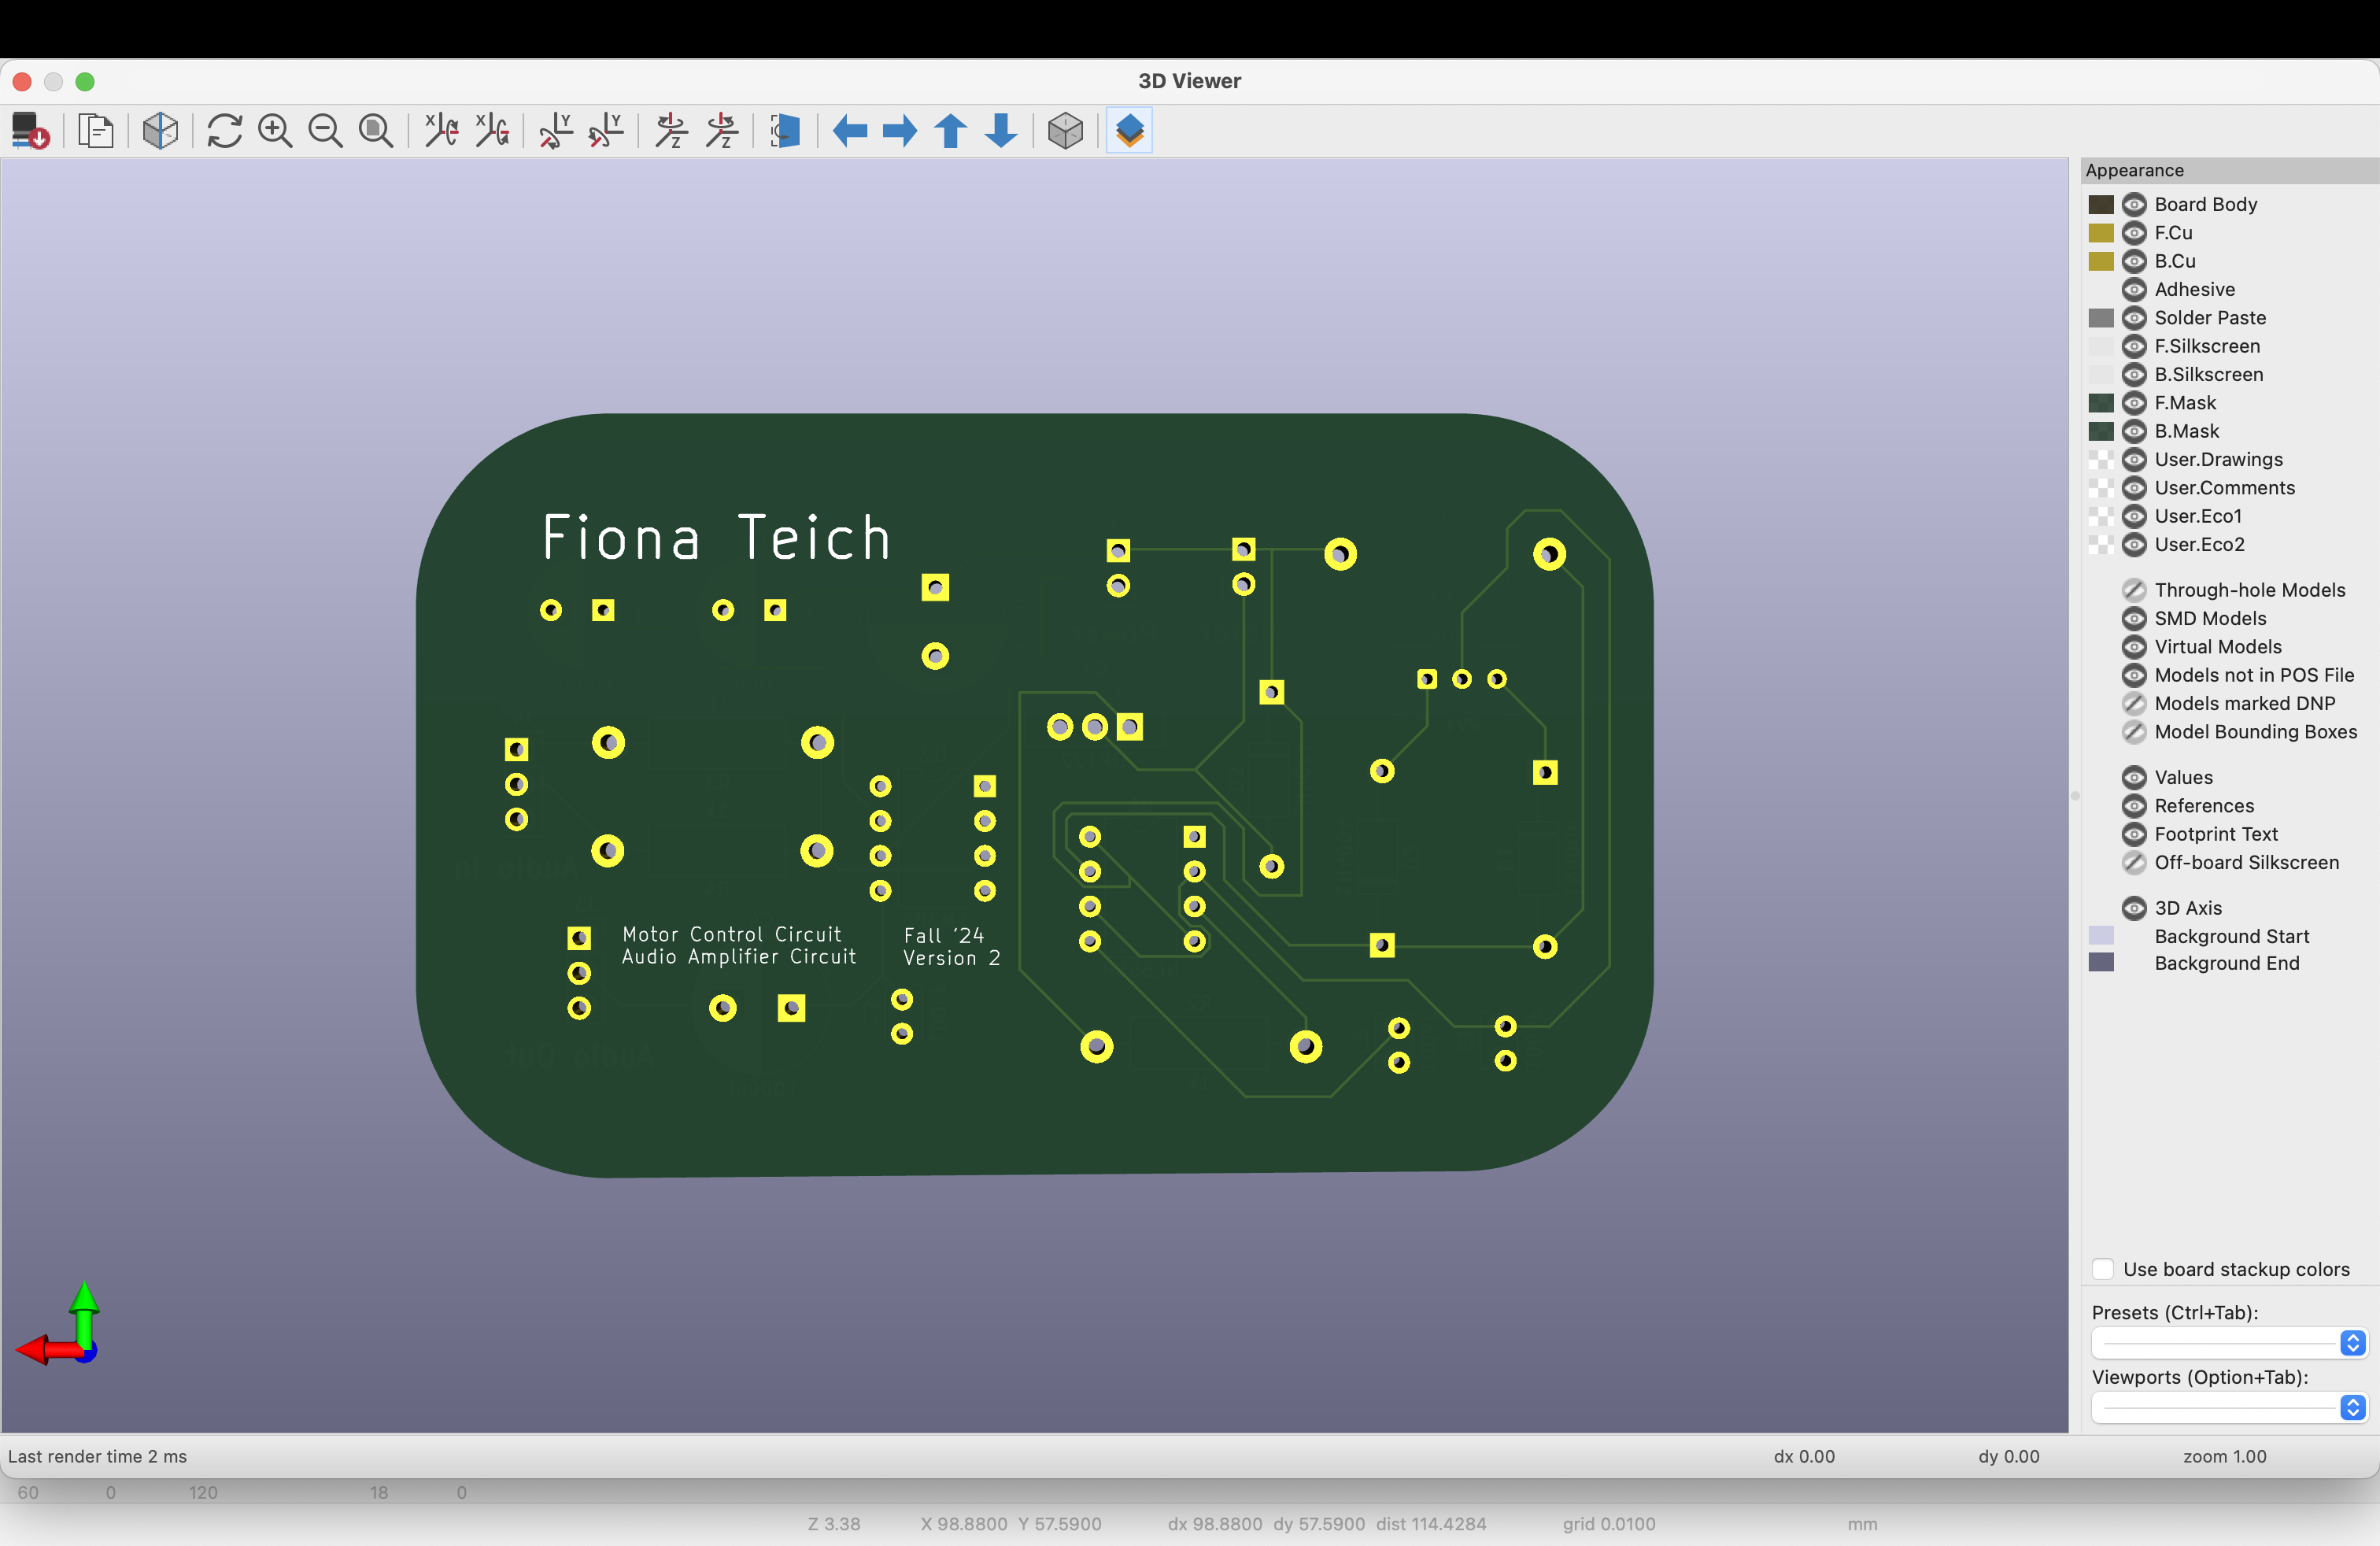 3D Viewer
Appearance
Board Body
F.Cu
B.Cu
Adhesive
Solder Paste
F.Silkscreen
B.Silkscreen
F.Mask
B.Mask
User.Drawings
User.Comments
User.Eco1
User.Eco2
Through-hole Models
SMD Models
Virtual Models
Models not in POS File
Models marked DNP
Model Bounding Boxes
Values
References
Footprint Text
Off-board Silkscreen
3D Axis
Background Start
Background End
Use board stackup colors
Presets (Ctrl+Tab):
Viewports (Option+Tab):
Fiona Teich
Motor Control Circuit
Audio Amplifier Circuit
Fall '24
Version 2
Last render time 2 ms
dx 0.00
dy 0.00
zoom 1.00
60 0 120 18 0
Z 3.38 X 98.8800 Y 57.5900 dx 98.8800 dy 57.5900 dist 114.4284 grid 0.0100 mm